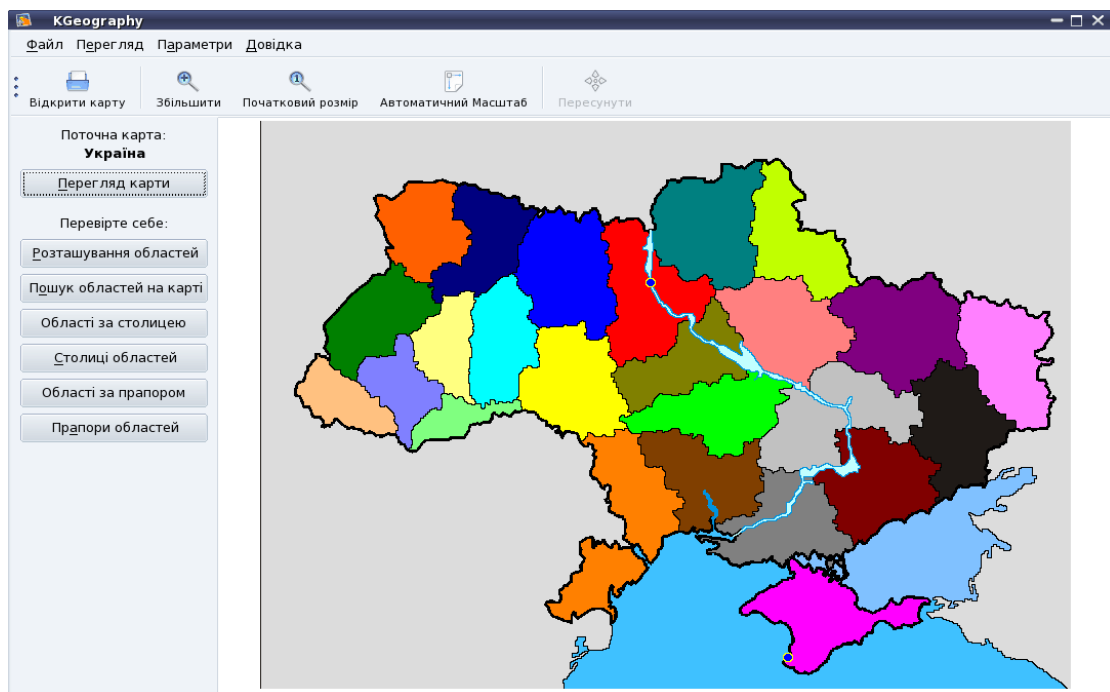 KGeography
Файл Перегляд Параметри Довідка
Відкрити карту Збільшити Початковий розмір Автоматичний Масштаб Пересунути
Поточна карта:
Україна
Перегляд карти
Перевірте себе:
Розташування областей
Пошук областей на карті
Області за столицею
Столиці областей
Області за прапором
Прапори областей